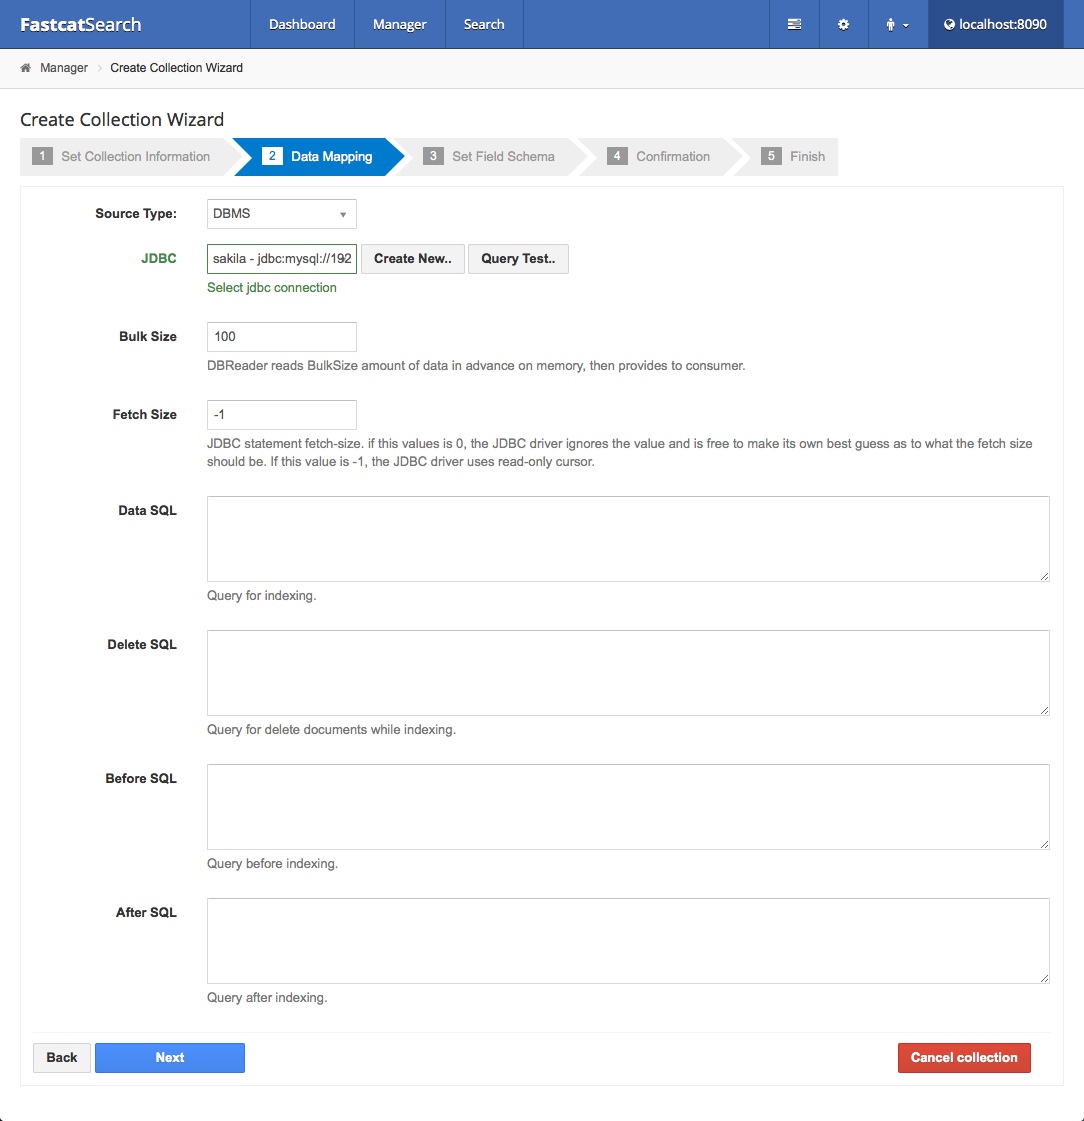 FastcatSearch Dashboard Manager Search localhost:8090
Manager Create Collection Wizard
Create Collection Wizard
1 Set Collection Information 2 Data Mapping 3 Set Field Schema 4 Confirmation 5 Finish
Source Type: DBMS
JDBC sakila - jdbc:mysql://192 Create New.. Query Test..
Select jdbc connection
Bulk Size 100
DBReader reads BulkSize amount of data in advance on memory, then provides to consumer.
Fetch Size -1
JDBC statement fetch-size. if this values is 0, the JDBC driver ignores the value and is free to make its own best guess as to what the fetch size
should be. If this value is -1, the JDBC driver uses read-only cursor.
Data SQL
Query for indexing.
Delete SQL
Query for delete documents while indexing.
Before SQL
Query before indexing.
After SQL
Query after indexing.
Back Next Cancel collection